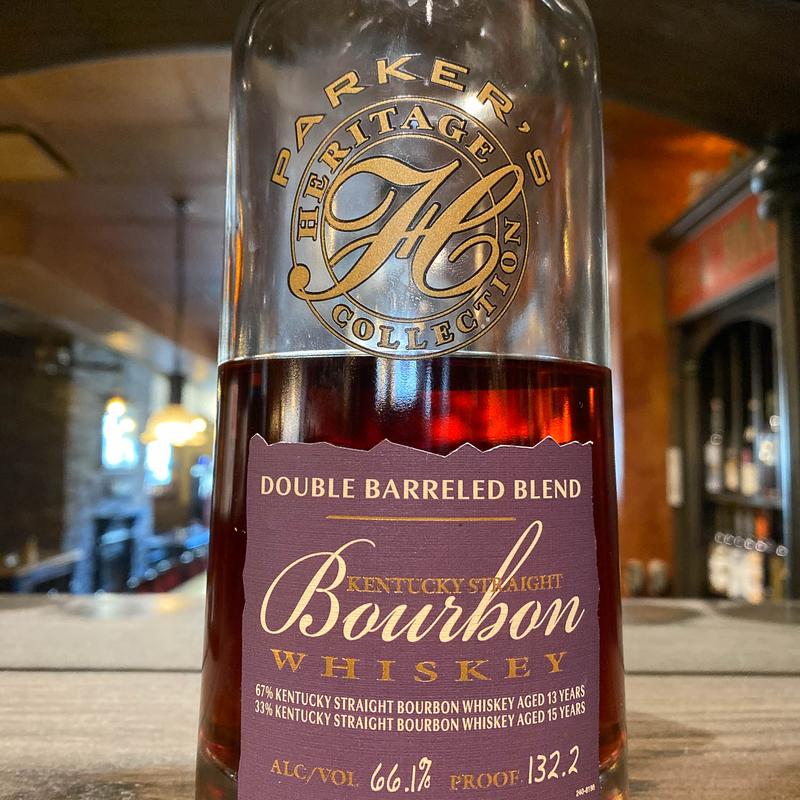 PARKER'S
HERITAGE
H
COLLECTION
DOUBLE BARRELED BLEND
KENTUCKY STRAIGHT
Bourbon
WHISKEY
67% KENTUCKY STRAIGHT BOURBON WHISKEY AGED 13 YEARS
33% KENTUCKY STRAIGHT BOURBON WHISKEY AGED 15 YEARS
ALC/VOL 66.1% PROOF 132.2